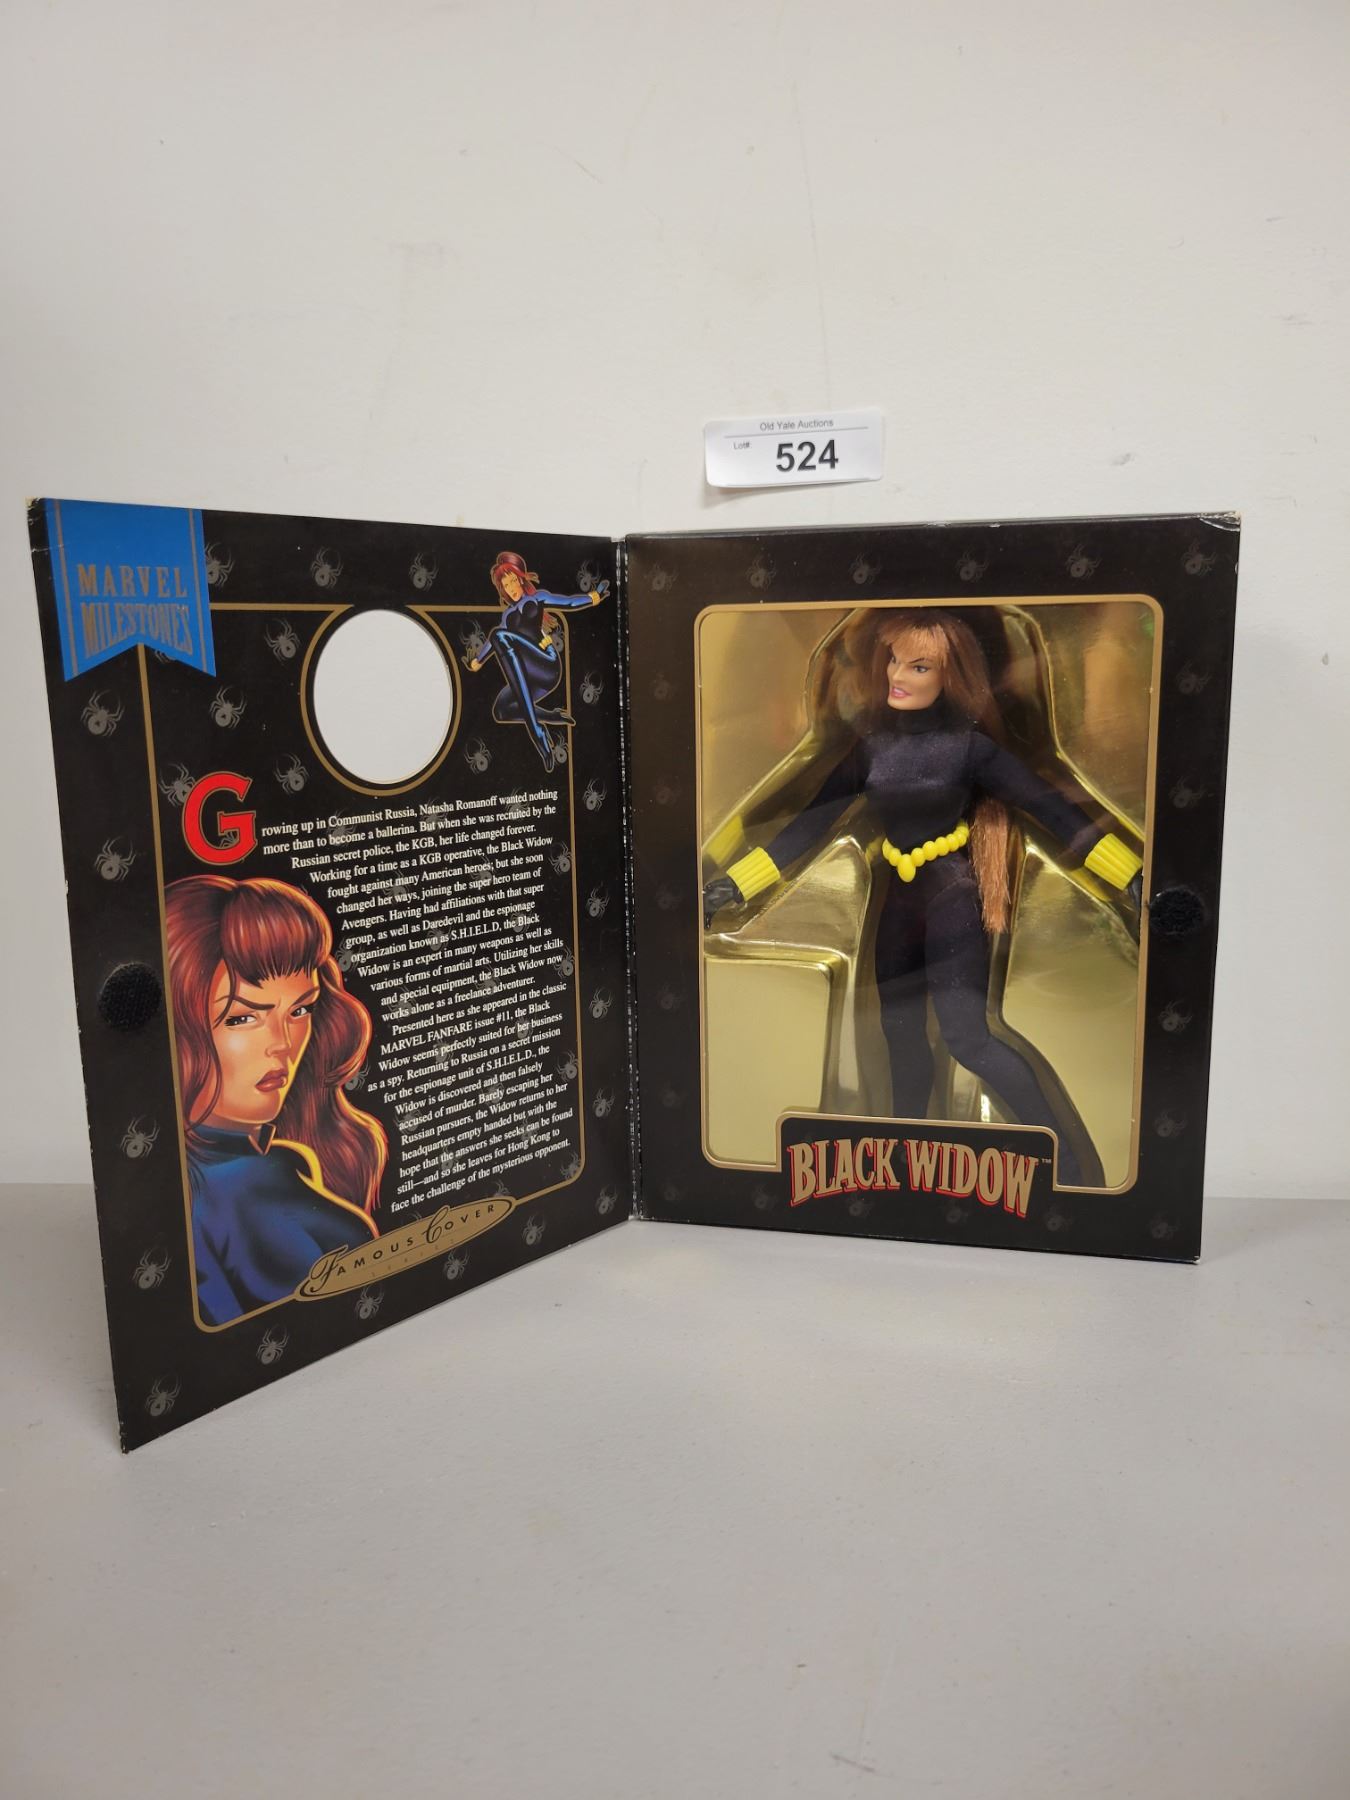 Old Yale Auctions
Lot#:
524
MARVEL
MILESTONES
Growing up in Communist Russia, Natasha Romanoff wanted nothing
more than to become a ballerina. But when she was recruited by the
Russian secret police, the KGB, her life changed forever.
Working for a time as a KGB operative, the Black Widow
fought against many American heroes; but she soon
changed her ways, joining the super hero team of
Avengers. Having had affiliations with that super
group, as well as Daredevil and the espionage
organization known as S.H.I.E.L.D, the Black
Widow is an expert in many weapons as well as
various forms of martial arts. Utilizing her skills
and special equipment, the Black Widow now
works alone as a freelance adventurer.
Presented here as she appeared in the classic
MARVEL FANFARE issue #11, the Black
Widow seems perfectly suited for her business
as a spy. Returning to Russia on a secret mission
for the espionage unit of S.H.I.E.L.D., the
Widow is discovered and then falsely
accused of murder. Barely escaping her
Russian pursuers, the Widow returns to her
headquarters empty handed but with the
hope that the answers she seeks can be found
still—and so she leaves for Hong Kong to
face the challenge of the mysterious opponent.
FAMOUS COVER
SERIES
BLACK WIDOW™